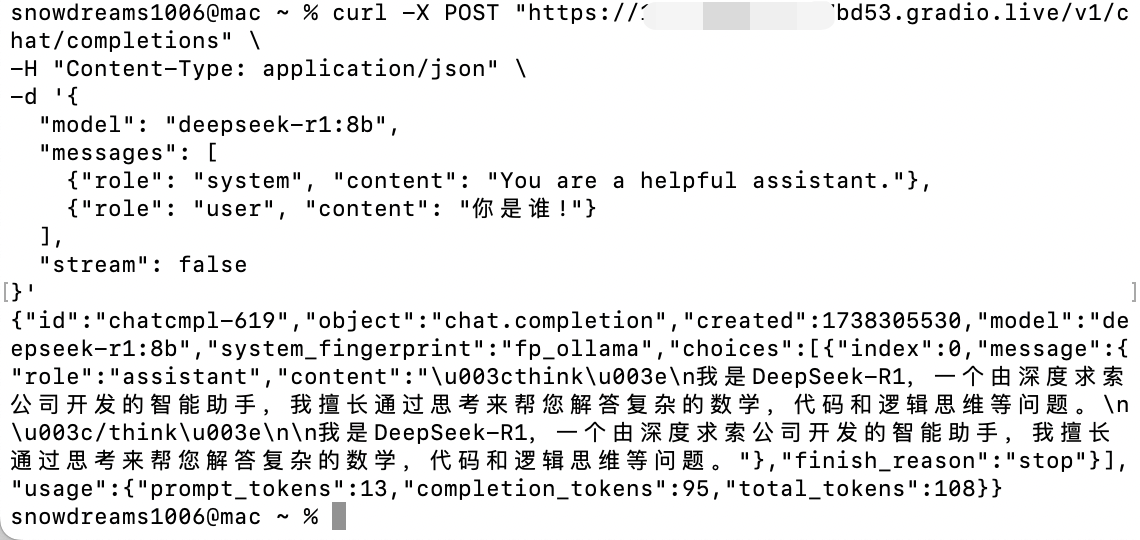 snowdreams1006@mac ~ % curl -X POST "https://1 bd53.gradio.live/v1/c
hat/completions" \
-H "Content-Type: application/json" \
-d '{
  "model": "deepseek-r1:8b",
  "messages": [
    {"role": "system", "content": "You are a helpful assistant."},
    {"role": "user", "content": "你是谁!"}
  ],
  "stream": false
[}' ]
{"id":"chatcmpl-619","object":"chat.completion","created":1738305530,"model":"de
epseek-r1:8b","system_fingerprint":"fp_ollama","choices":[{"index":0,"message":{
"role":"assistant","content":"\u003cthink\u003e\n我是DeepSeek-R1，一个由深度求索
公司开发的智能助手，我擅长通过思考来帮您解答复杂的数学，代码和逻辑思维等问题。\n
\u003c/think\u003e\n\n我是DeepSeek-R1，一个由深度求索公司开发的智能助手，我擅长
通过思考来帮您解答复杂的数学，代码和逻辑思维等问题。"},"finish_reason":"stop"}],
"usage":{"prompt_tokens":13,"completion_tokens":95,"total_tokens":108}}
snowdreams1006@mac ~ %